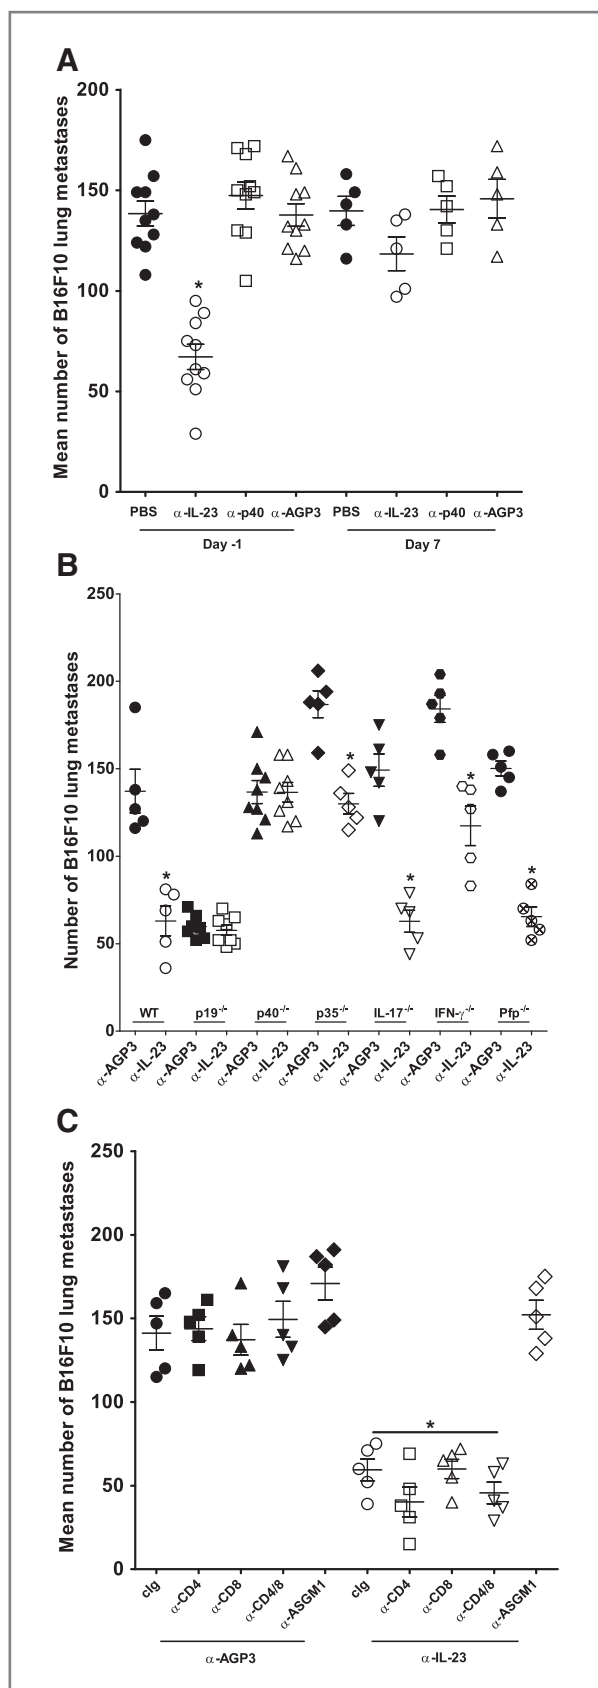 A
Mean number of B16F10 lung metastases
200
150
100
50
0
*
PBS α-IL-23 α-p40 α-AGP3 PBS α-IL-23 α-p40 α-AGP3
Day -1 Day 7
B
Number of B16F10 lung metastases
250
200
150
100
50
0
* * * * *
WT p19-/- p40-/- p35-/- IL-17-/- IFN-γ-/- Pfp-/-
α-AGP3 α-IL-23 α-AGP3 α-IL-23 α-AGP3 α-IL-23 α-AGP3 α-IL-23 α-AGP3 α-IL-23 α-AGP3 α-IL-23 α-AGP3 α-IL-23
C
Mean number of B16F10 lung metastases
250
200
150
100
50
0
*
cIg α-CD4 α-CD8 α-CD4/8 α-ASGM1 cIg α-CD4 α-CD8 α-CD4/8 α-ASGM1
α-AGP3 α-IL-23